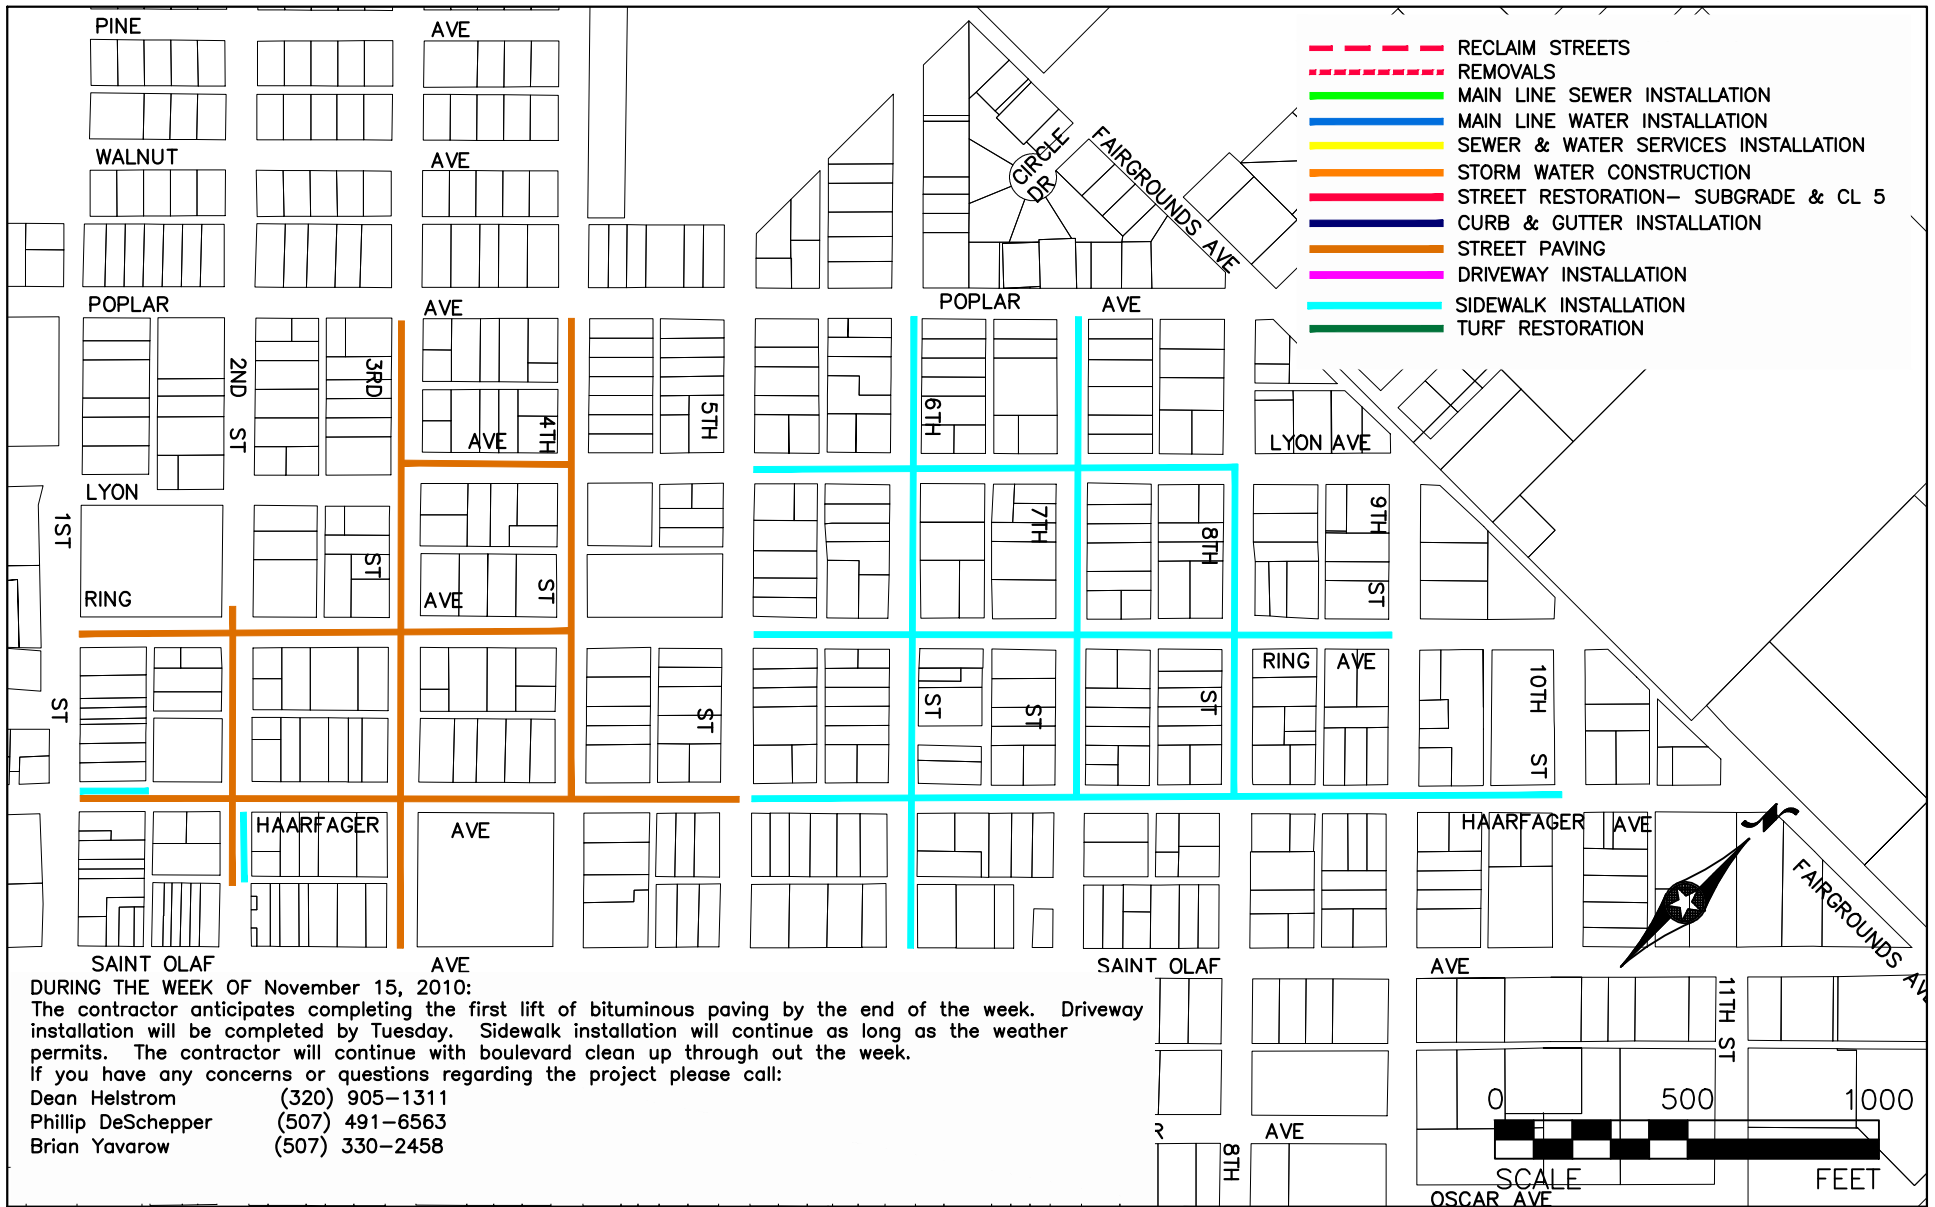 PINE AVE
WALNUT AVE
CIRCLE DR
FAIRGROUNDS AVE
RECLAIM STREETS
REMOVALS
MAIN LINE SEWER INSTALLATION
MAIN LINE WATER INSTALLATION
SEWER & WATER SERVICES INSTALLATION
STORM WATER CONSTRUCTION
STREET RESTORATION- SUBGRADE & CL 5
CURB & GUTTER INSTALLATION
STREET PAVING
DRIVEWAY INSTALLATION
SIDEWALK INSTALLATION
TURF RESTORATION
POPLAR AVE POPLAR AVE
2ND ST
3RD ST
4TH ST
5TH ST
6TH ST
7TH ST
8TH ST
9TH ST
10TH ST
1ST ST
LYON AVE LYON AVE
RING AVE RING AVE
HAARFAGER AVE HAARFAGER AVE
FAIRGROUNDS AVE
SAINT OLAF AVE SAINT OLAF AVE
11TH ST
DURING THE WEEK OF November 15, 2010:
The contractor anticipates completing the first lift of bituminous paving by the end of the week. Driveway
installation will be completed by Tuesday. Sidewalk installation will continue as long as the weather
permits. The contractor will continue with boulevard clean up through out the week.
If you have any concerns or questions regarding the project please call:
Dean Helstrom (320) 905-1311
Phillip DeSchepper (507) 491-6563
Brian Yavarow (507) 330-2458
R AVE
8TH
0 500 1000
SCALE FEET
OSCAR AVE
N